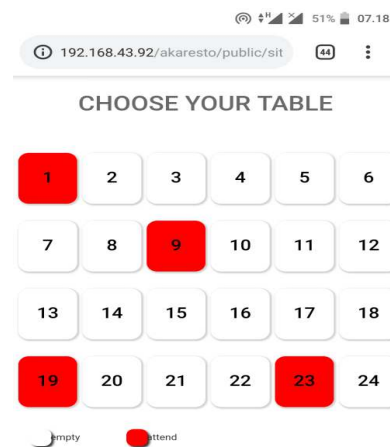 51% 07.18
192.168.43.92/akaresto/public/sit 44
CHOOSE YOUR TABLE
1 2 3 4 5 6
7 8 9 10 11 12
13 14 15 16 17 18
19 20 21 22 23 24
empty attend